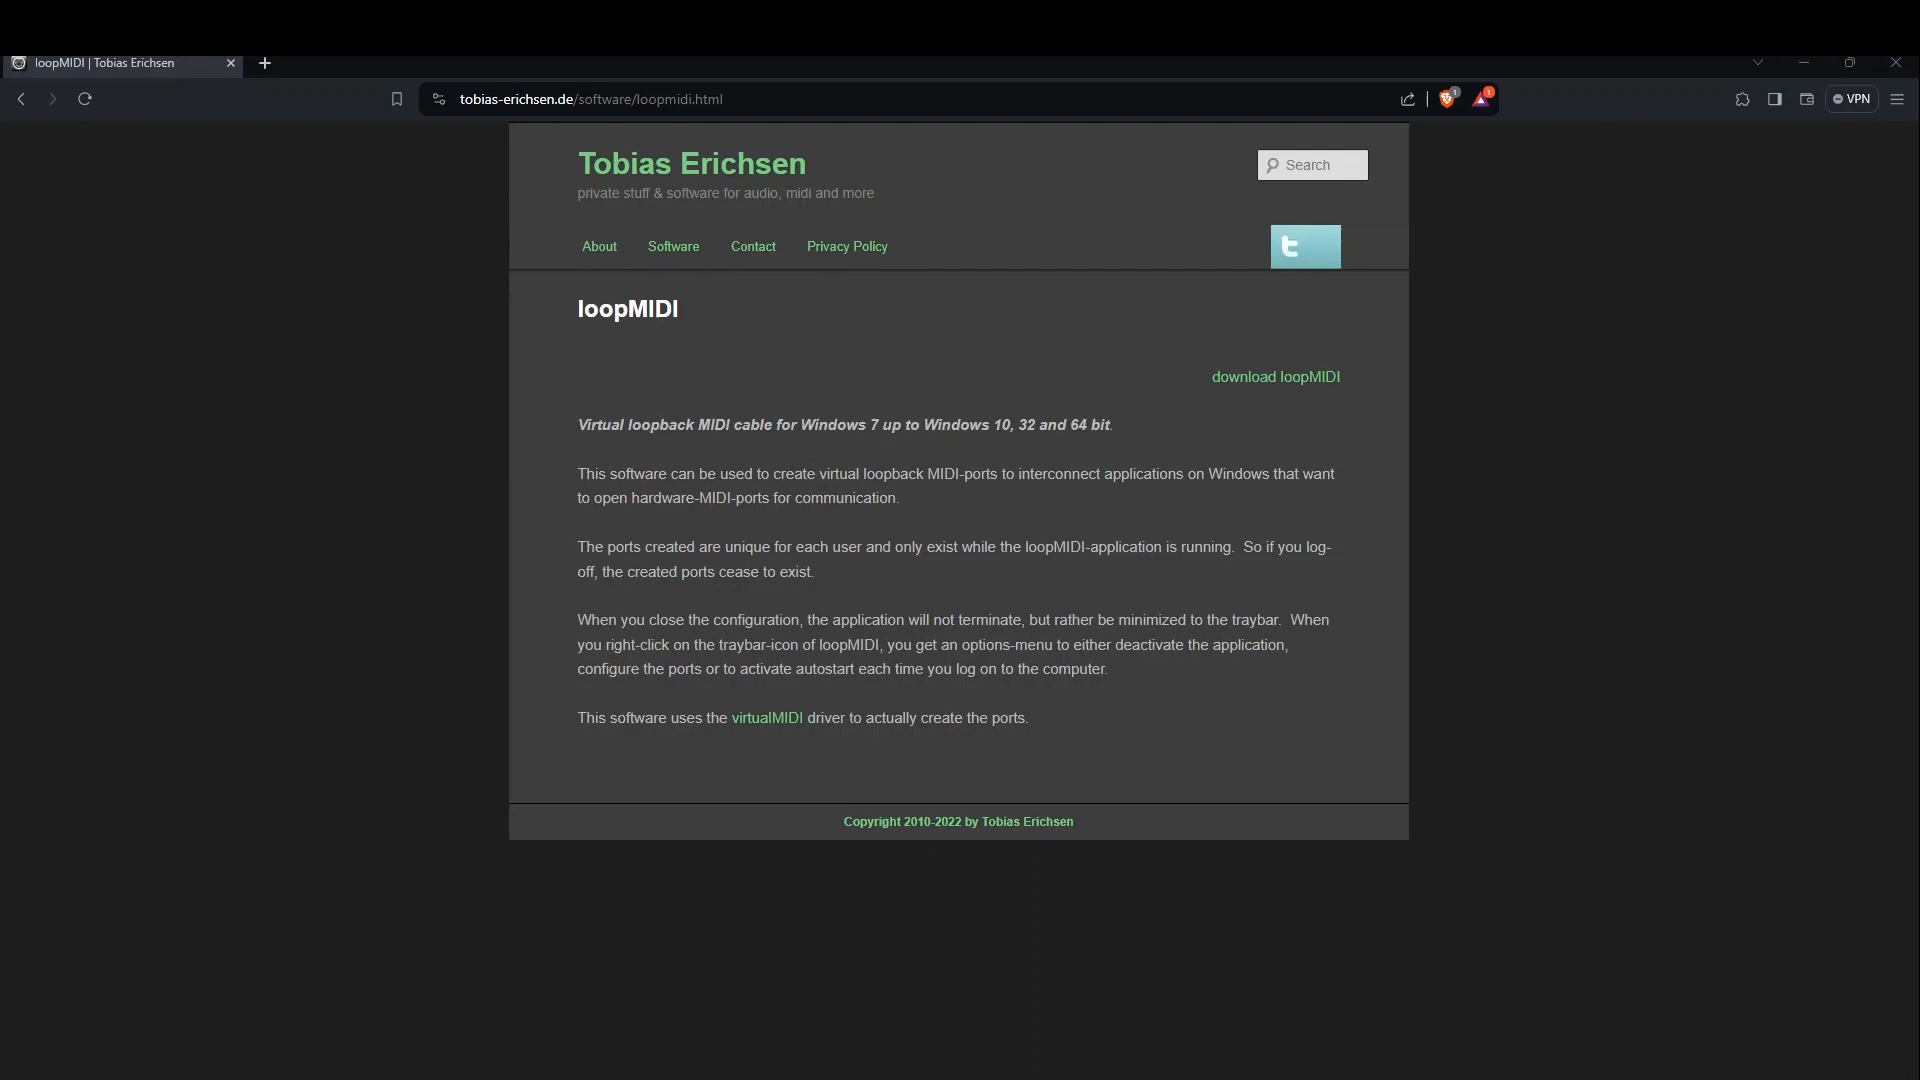 loopMIDI | Tobias Erichsen
tobias-erichsen.de/software/loopmidi.html
1
1
VPN
Tobias Erichsen
private stuff & software for audio, midi and more
Search
About
Software
Contact
Privacy Policy
loopMIDI
download loopMIDI
Virtual loopback MIDI cable for Windows 7 up to Windows 10, 32 and 64 bit.
This software can be used to create virtual loopback MIDI-ports to interconnect applications on Windows that want
to open hardware-MIDI-ports for communication.
The ports created are unique for each user and only exist while the loopMIDI-application is running.  So if you log-
off, the created ports cease to exist.
When you close the configuration, the application will not terminate, but rather be minimized to the traybar.  When
you right-click on the traybar-icon of loopMIDI, you get an options-menu to either deactivate the application,
configure the ports or to activate autostart each time you log on to the computer.
This software uses the virtualMIDI driver to actually create the ports.
Copyright 2010-2022 by Tobias Erichsen